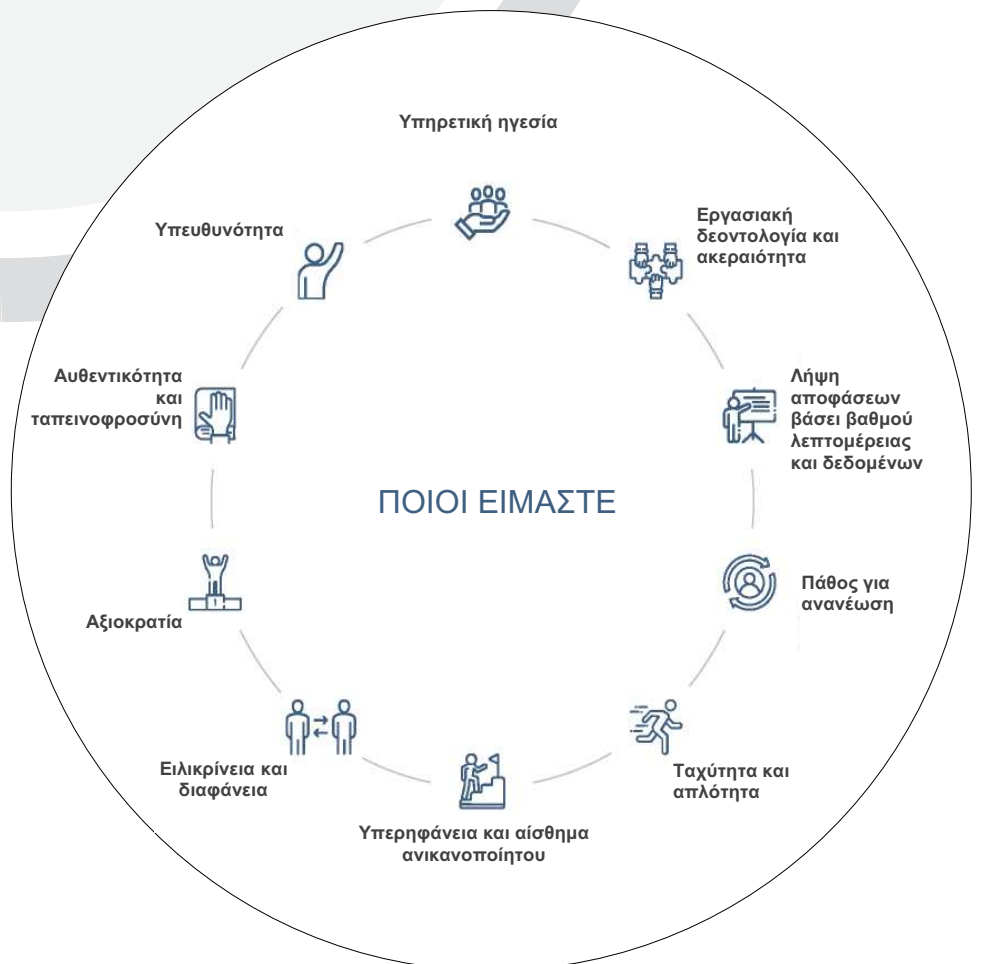 Υπηρετική ηγεσία
Εργασιακή
δεοντολογία και
ακεραιότητα
Λήψη
αποφάσεων
βάσει βαθμού
λεπτομέρειας
και δεδομένων
Πάθος για
ανανέωση
Ταχύτητα και
απλότητα
Υπερηφάνεια και αίσθημα
ανικανοποίητου
Ειλικρίνεια και
διαφάνεια
Αξιοκρατία
Αυθεντικότητα
και
ταπεινοφροσύνη
Υπευθυνότητα
ΠΟΙΟΙ ΕΙΜΑΣΤΕ